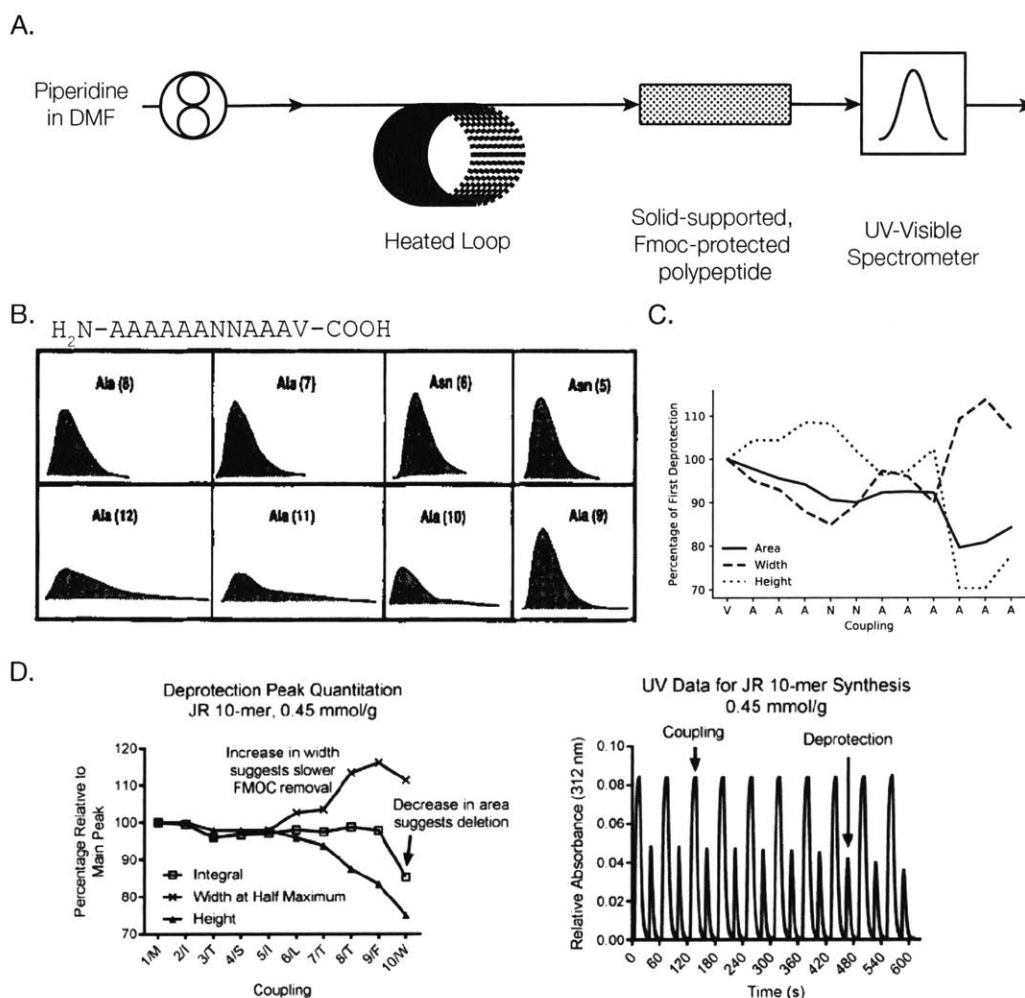 A.
Piperidine
in DMF
Heated Loop
Solid-supported,
Fmoc-protected
polypeptide
UV-Visible
Spectrometer
B.
H2N-AAAAAANNAAAV-COOH
Ala (8)
Ala (7)
Asn (6)
Asn (5)
Ala (12)
Ala (11)
Ala (10)
Ala (9)
C.
Percentage of First Deprotection
110
100
90
80
70
Area
Width
Height
V A A A N N A A A A A A
Coupling
D.
Deprotection Peak Quantitation
JR 10-mer, 0.45 mmol/g
Percentage Relative to
Main Peak
120
110
100
90
80
70
Increase in width
suggests slower
FMOC removal
Decrease in area
suggests deletion
Integral
Width at Half Maximum
Height
1/M 2/I 3/T 4/S 5/I 6/L 7/T 8/T 9/F 10/W
Coupling
UV Data for JR 10-mer Synthesis
0.45 mmol/g
Coupling
Deprotection
Relative Absorbance (312 nm)
0.10
0.08
0.06
0.04
0.02
0.00
0 60 120 180 240 300 360 420 480 540 600
Time (s)